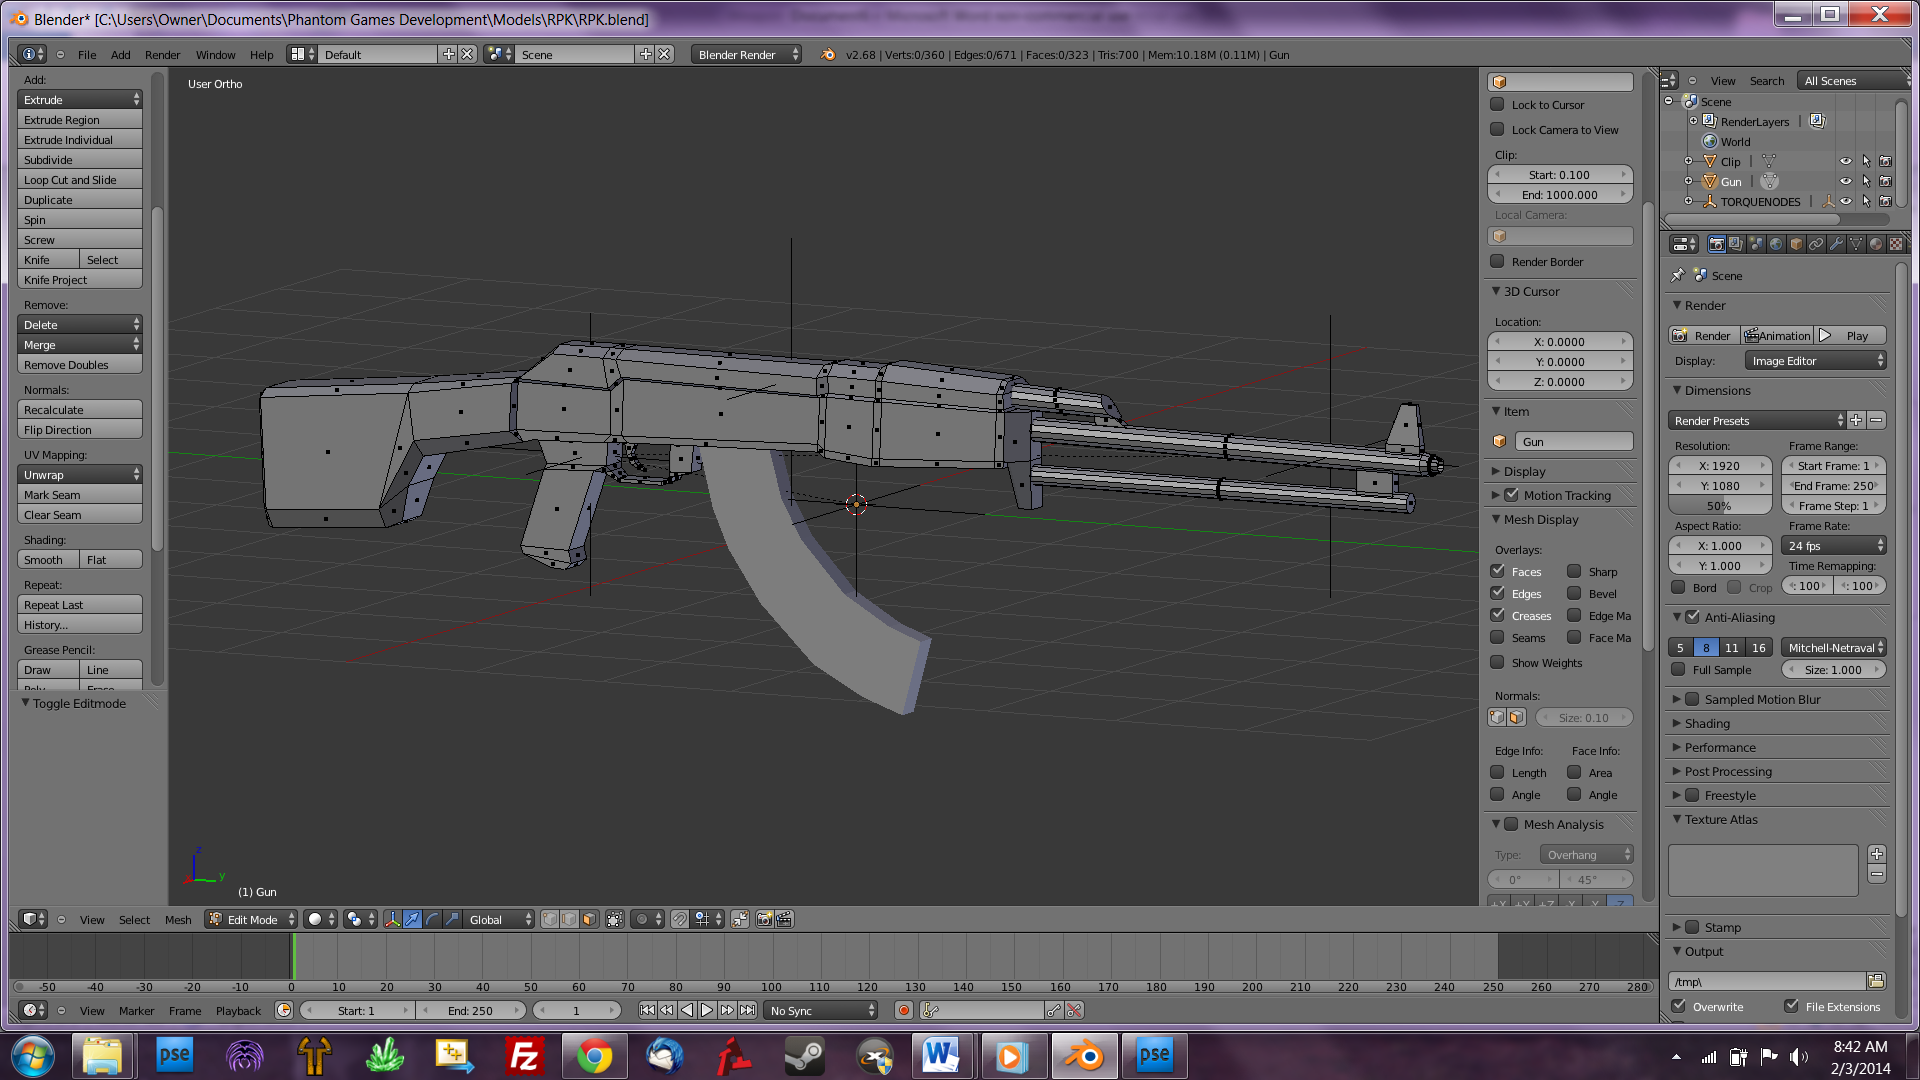 Blender* [C:\Users\Owner\Documents\Phantom Games Development\Models\RPK\RPK.blend]
File Add Render Window Help Default Scene Blender Render v2.68 | Verts:0/360 | Edges:0/671 | Faces:0/323 | Tris:700 | Mem:10.18M (0.11M) | Gun
Add:
Extrude
Extrude Region
Extrude Individual
Subdivide
Loop Cut and Slide
Duplicate
Spin
Screw
Knife Select
Knife Project
Remove:
Delete
Merge
Remove Doubles
Normals:
Recalculate
Flip Direction
UV Mapping:
Unwrap
Mark Seam
Clear Seam
Shading:
Smooth Flat
Repeat:
Repeat Last
History...
Grease Pencil:
Draw Line
Poly Erase
Toggle Editmode
User Ortho
z
y
(1) Gun
Lock to Cursor
Lock Camera to View
Clip:
Start: 0.100
End: 1000.000
Local Camera:
Render Border
3D Cursor
Location:
X: 0.0000
Y: 0.0000
Z: 0.0000
Item
Gun
Display
Motion Tracking
Mesh Display
Overlays:
Faces Sharp
Edges Bevel
Creases Edge Ma
Seams Face Ma
Show Weights
Normals:
Size: 0.10
Edge Info: Face Info:
Length Area
Angle Angle
Mesh Analysis
Type: Overhang
0° 45°
+X +Y +Z -X -Y -Z
View Search All Scenes
Scene
RenderLayers
World
Clip
Gun
TORQUENODES
Scene
Render
Render Animation Play
Display: Image Editor
Dimensions
Render Presets
Resolution: Frame Range:
X: 1920 Start Frame: 1
Y: 1080 End Frame: 250
50% Frame Step: 1
Aspect Ratio: Frame Rate:
X: 1.000 24 fps
Y: 1.000 Time Remapping:
Bord Crop : 100 : 100
Anti-Aliasing
5 8 11 16 Mitchell-Netraval
Full Sample Size: 1.000
Sampled Motion Blur
Shading
Performance
Post Processing
Freestyle
Texture Atlas
Stamp
Output
/tmp\
Overwrite File Extensions
View Select Mesh Edit Mode Global
-50 -40 -30 -20 -10 0 10 20 30 40 50 60 70 80 90 100 110 120 130 140 150 160 170 180 190 200 210 220 230 240 250 260 270 280
View Marker Frame Playback Start: 1 End: 250 1 No Sync
pse
Fz
W
pse
8:42 AM
2/3/2014